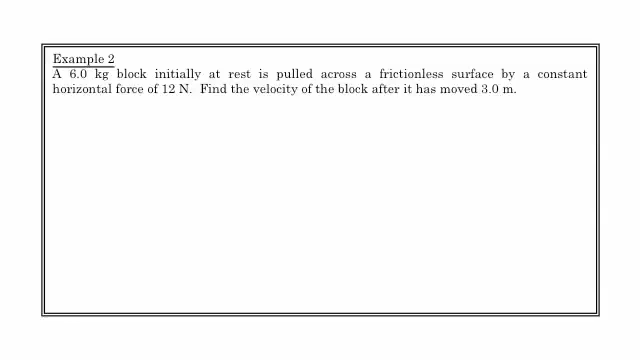 Example 2
A 6.0 kg block initially at rest is pulled across a frictionless surface by a constant
horizontal force of 12 N. Find the velocity of the block after it has moved 3.0 m.